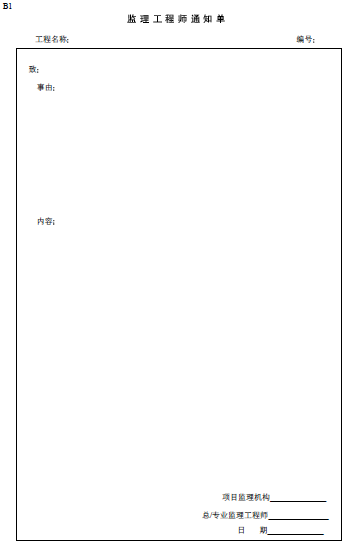 B1
监理工程师通知单
工程名称：
编号：
致：
事由：
内容：
项目监理机构
总/专业监理工程师
日 期